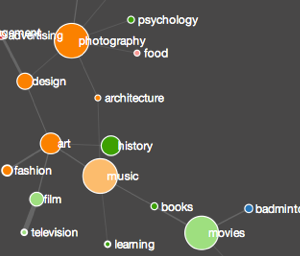 psychology
advertising
photography
food
design
architecture
art
history
fashion
music
film
books
badminto
television
movies
learning